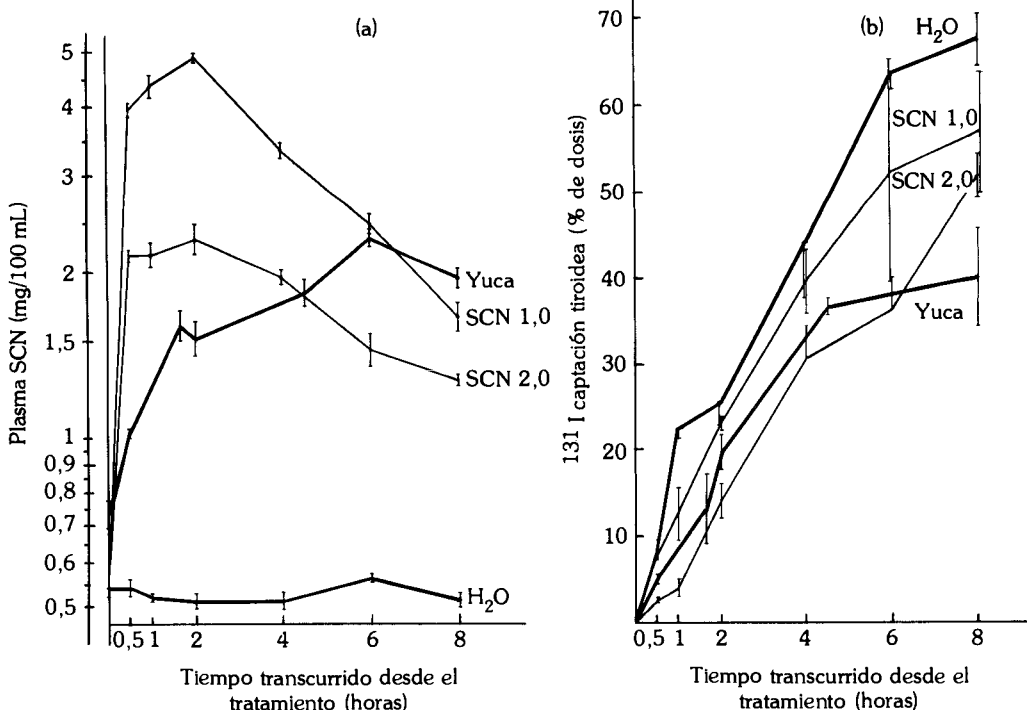 (a)
Plasma SCN (mg/100 mL)
5
4
3
2
1,5
1
0,9
0,8
0,7
0,6
0,5
Yuca
SCN 1,0
SCN 2,0
H₂O
0,5 1 2 4 6 8
Tiempo transcurrido desde el
tratamiento (horas)
(b)
¹³¹I captación tiroidea (% de dosis)
70
60
50
40
30
20
10
H₂O
SCN 1,0
SCN 2,0
Yuca
0,5 1 2 4 6 8
Tiempo transcurrido desde el
tratamiento (horas)